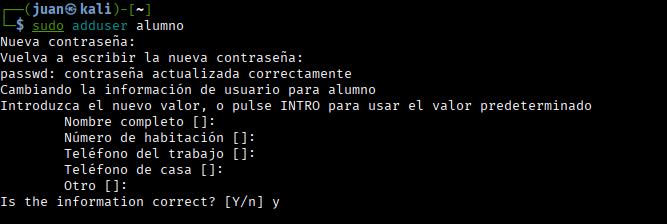 ┌──(juan㉿kali)-[~]
└─$ sudo adduser alumno
Nueva contraseña:
Vuelva a escribir la nueva contraseña:
passwd: contraseña actualizada correctamente
Cambiando la información de usuario para alumno
Introduzca el nuevo valor, o pulse INTRO para usar el valor predeterminado
        Nombre completo []:
        Número de habitación []:
        Teléfono del trabajo []:
        Teléfono de casa []:
        Otro []:
Is the information correct? [Y/n] y